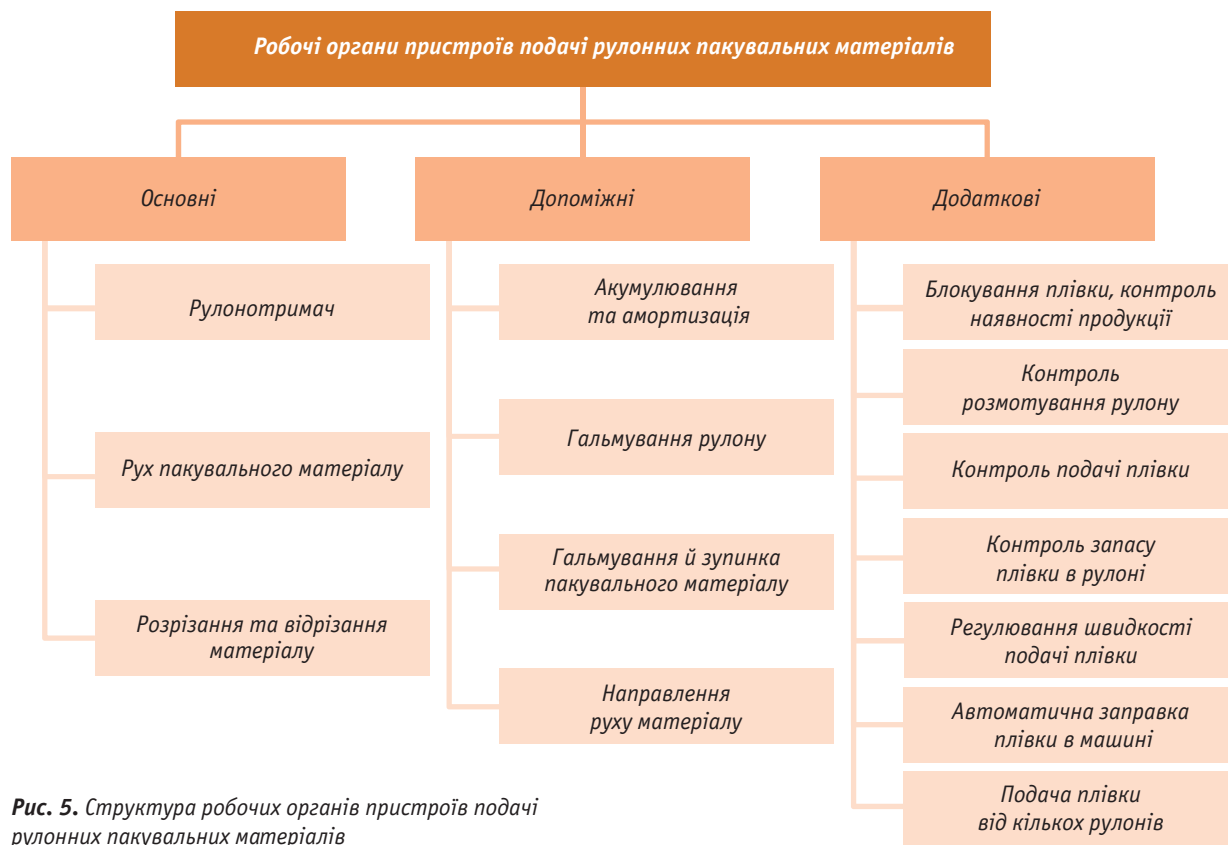 Робочі органи пристроїв подачі рулонних пакувальних матеріалів
Основні
Рулонотримач
Рух пакувального матеріалу
Розрізання та відрізання
матеріалу
Допоміжні
Акумулювання
та амортизація
Гальмування рулону
Гальмування й зупинка
пакувального матеріалу
Направлення
руху матеріалу
Додаткові
Блокування плівки, контроль
наявності продукції
Контроль
розмотування рулону
Контроль подачі плівки
Контроль запасу
плівки в рулоні
Регулювання швидкості
подачі плівки
Автоматична заправка
плівки в машині
Подача плівки
від кількох рулонів
Рис. 5. Структура робочих органів пристроїв подачі
рулонних пакувальних матеріалів